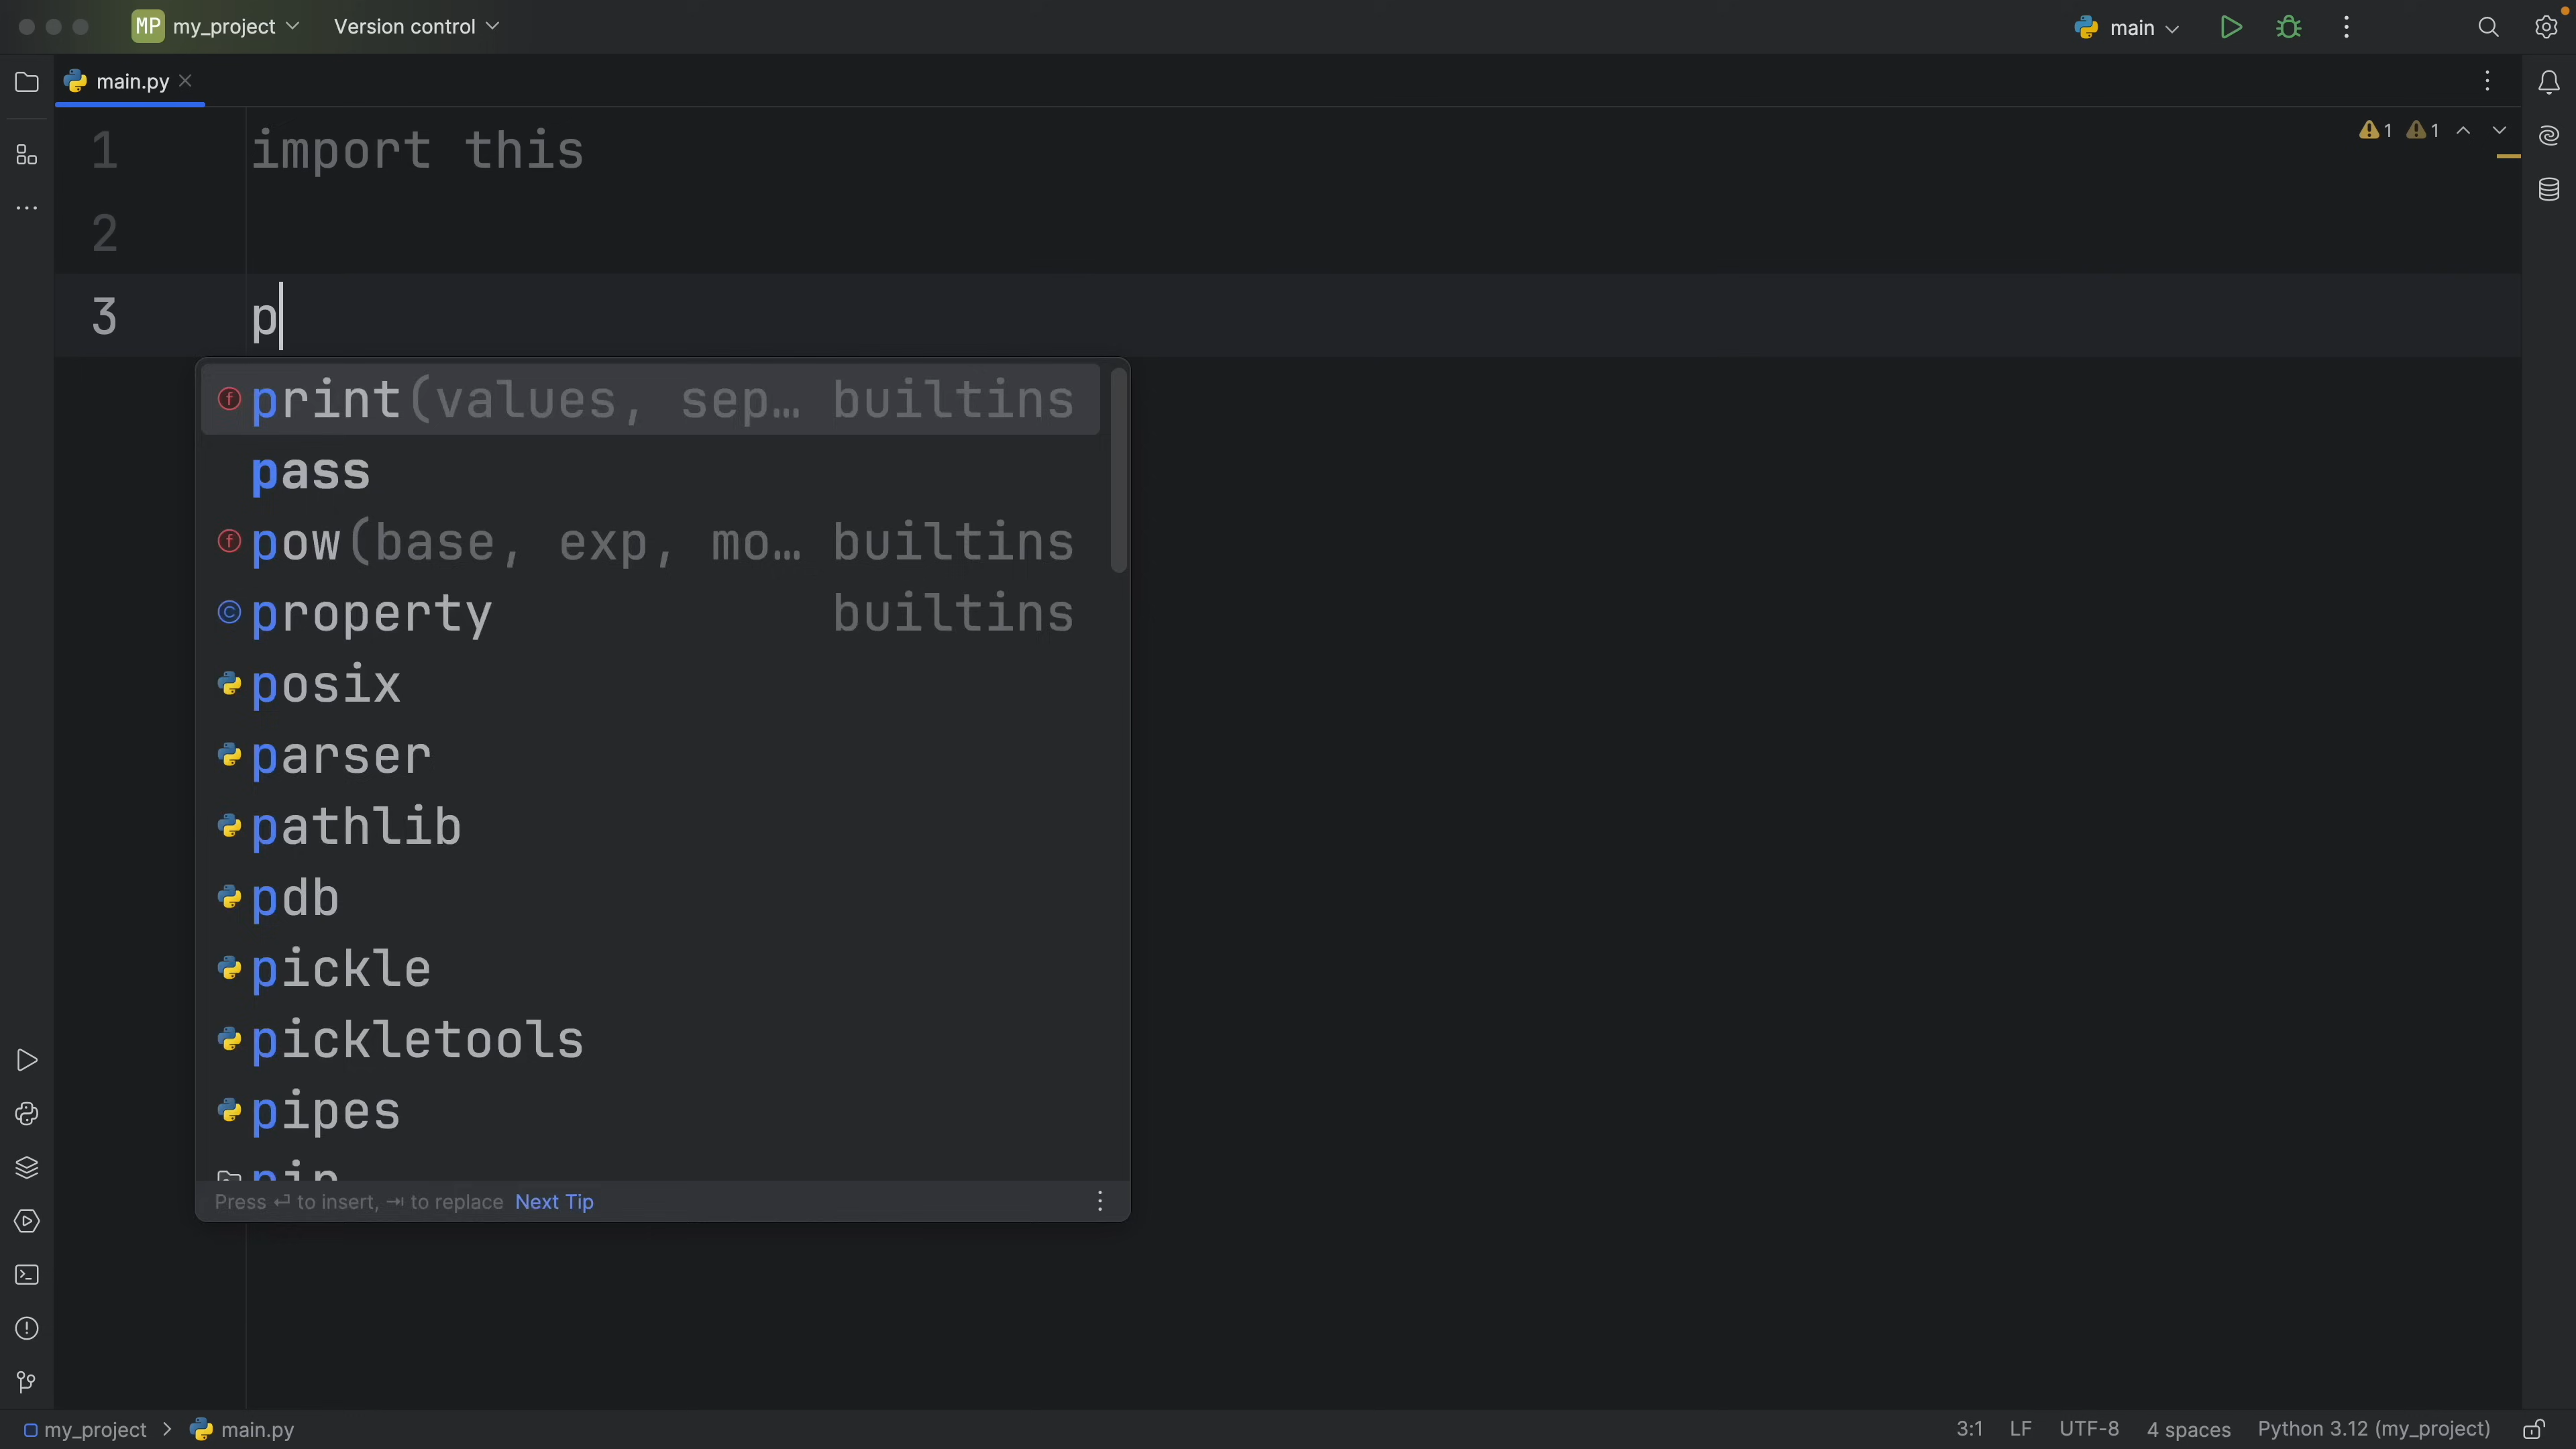 MP my_project Version control main
main.py
1 import this
1 1
2
3 p
print(values, sep… builtins
pass
pow(base, exp, mo… builtins
property builtins
posix
parser
pathlib
pdb
pickle
pickletools
pipes
pip
Press ↵ to insert, ⇥ to replace Next Tip
my_project > main.py 3:1 LF UTF-8 4 spaces Python 3.12 (my_project)